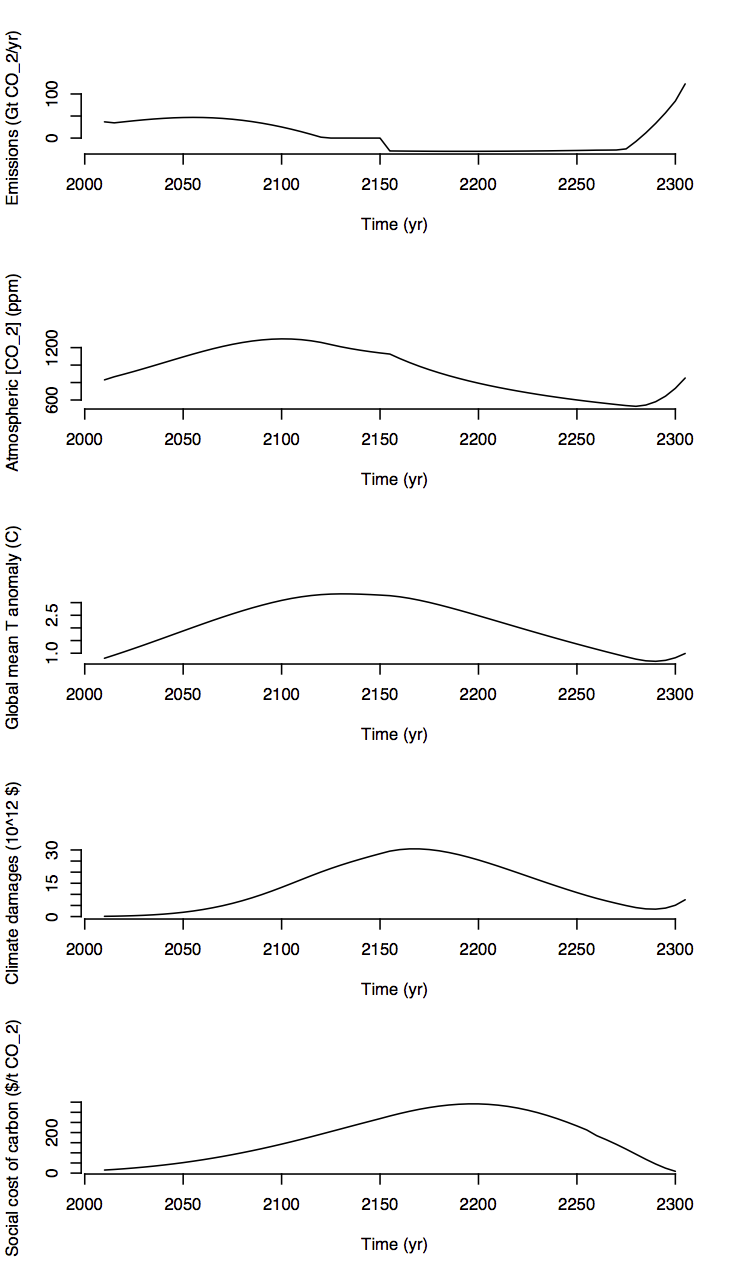 Emissions (Gt CO_2/yr)
0 100
2000 2050 2100 2150 2200 2250 2300
Time (yr)
Atmospheric [CO_2] (ppm)
600 1200
2000 2050 2100 2150 2200 2250 2300
Time (yr)
Global mean T anomaly (C)
1.0 2.5
2000 2050 2100 2150 2200 2250 2300
Time (yr)
Climate damages (10^12 $)
0 15 30
2000 2050 2100 2150 2200 2250 2300
Time (yr)
Social cost of carbon ($/t CO_2)
0 200
2000 2050 2100 2150 2200 2250 2300
Time (yr)